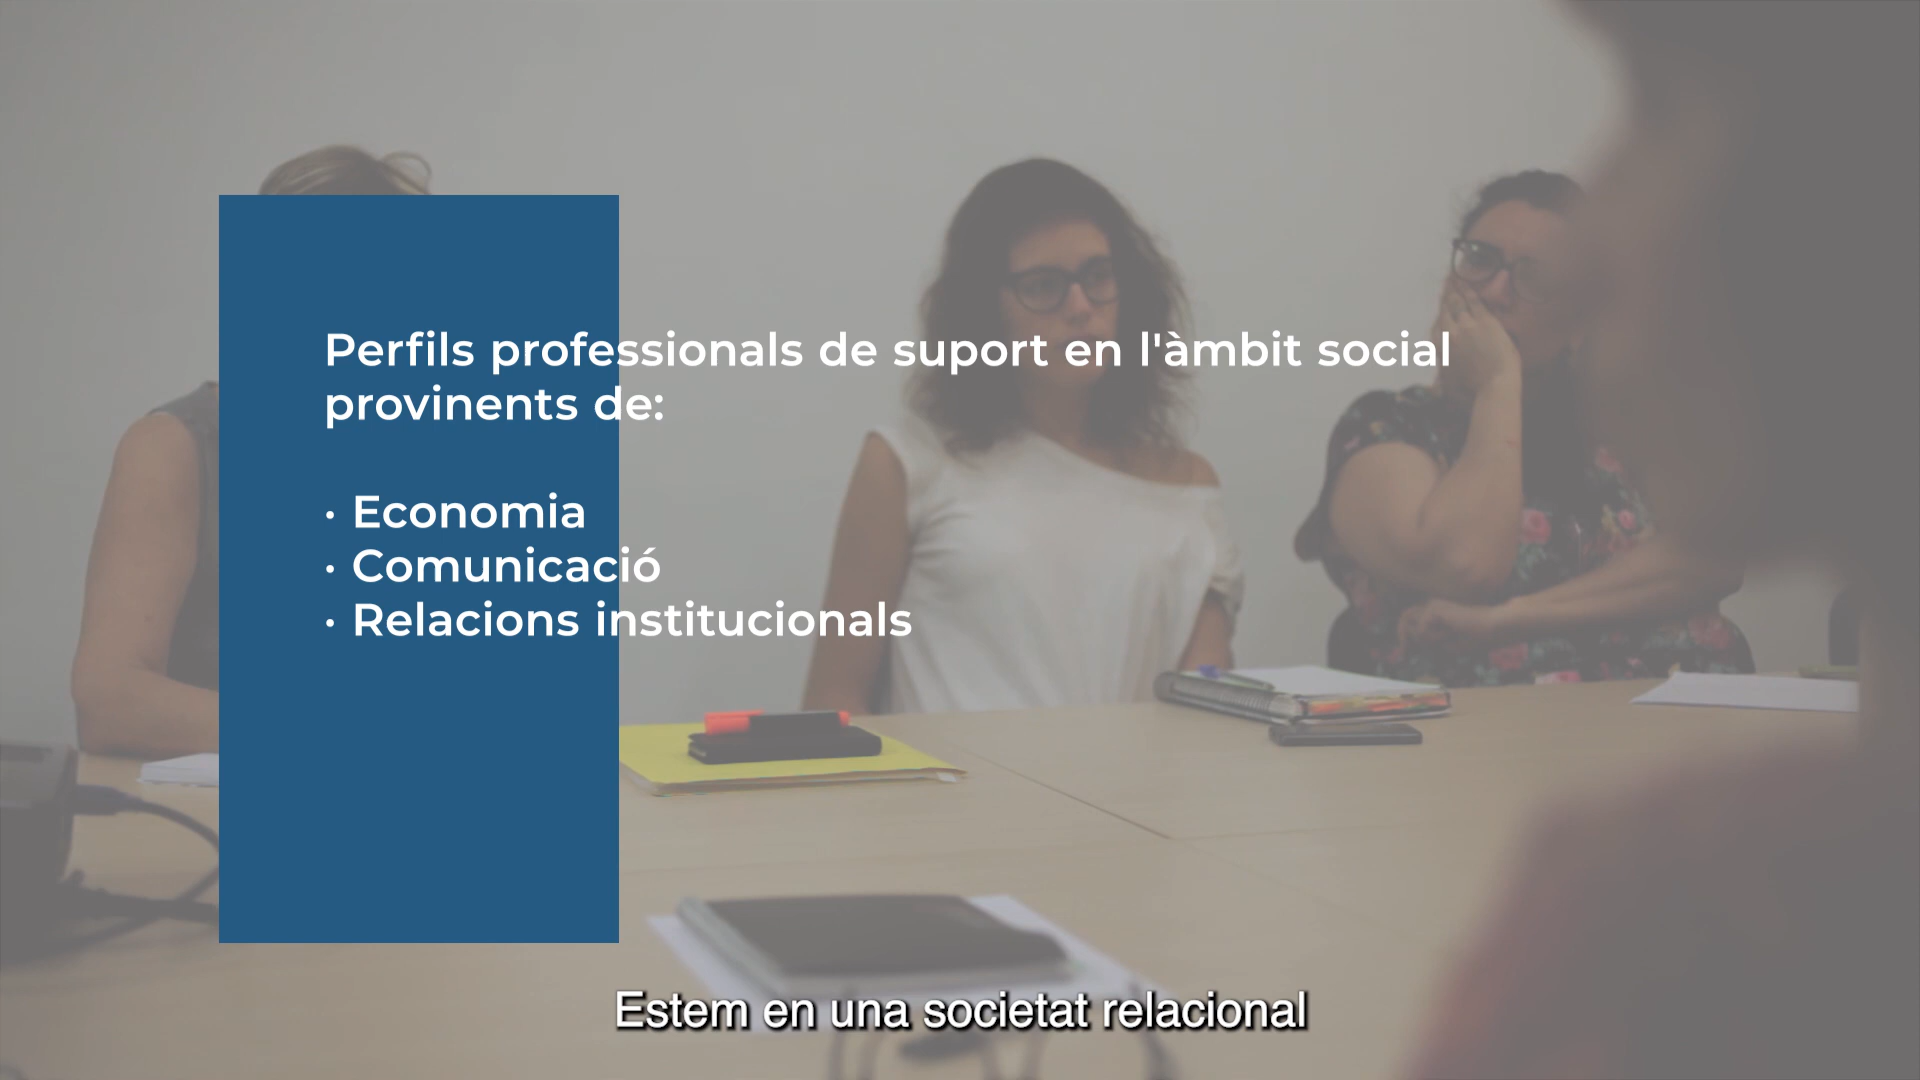 Perfils professionals de suport en l'àmbit social
provinents de:
• Economia
• Comunicació
• Relacions institucionals
Estem en una societat relacional